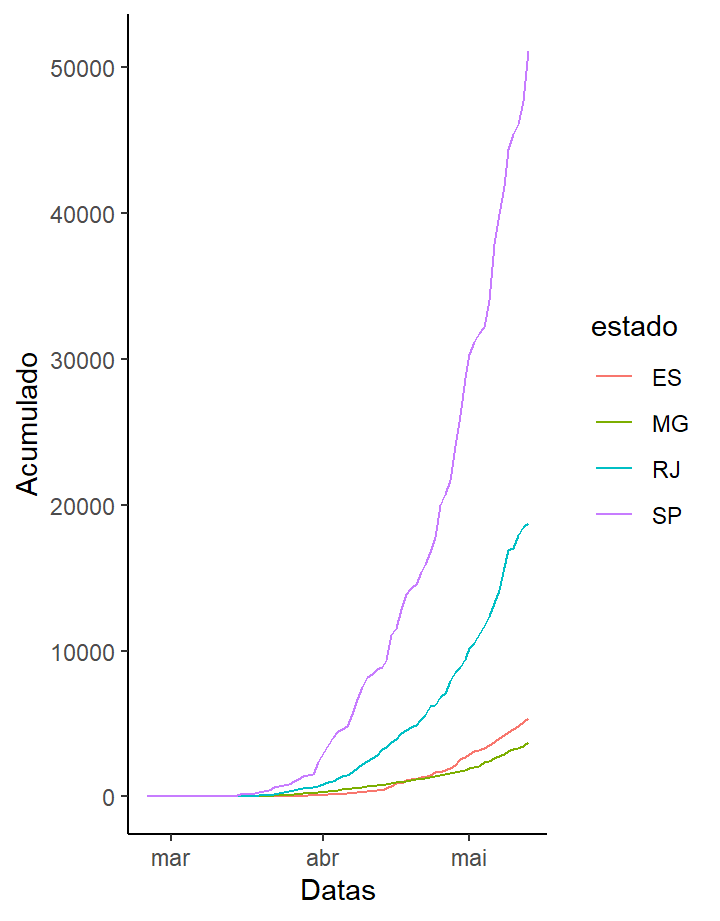 50000
40000
30000
20000
10000
0
Acumulado
mar
abr
mai
Datas
estado
ES
MG
RJ
SP